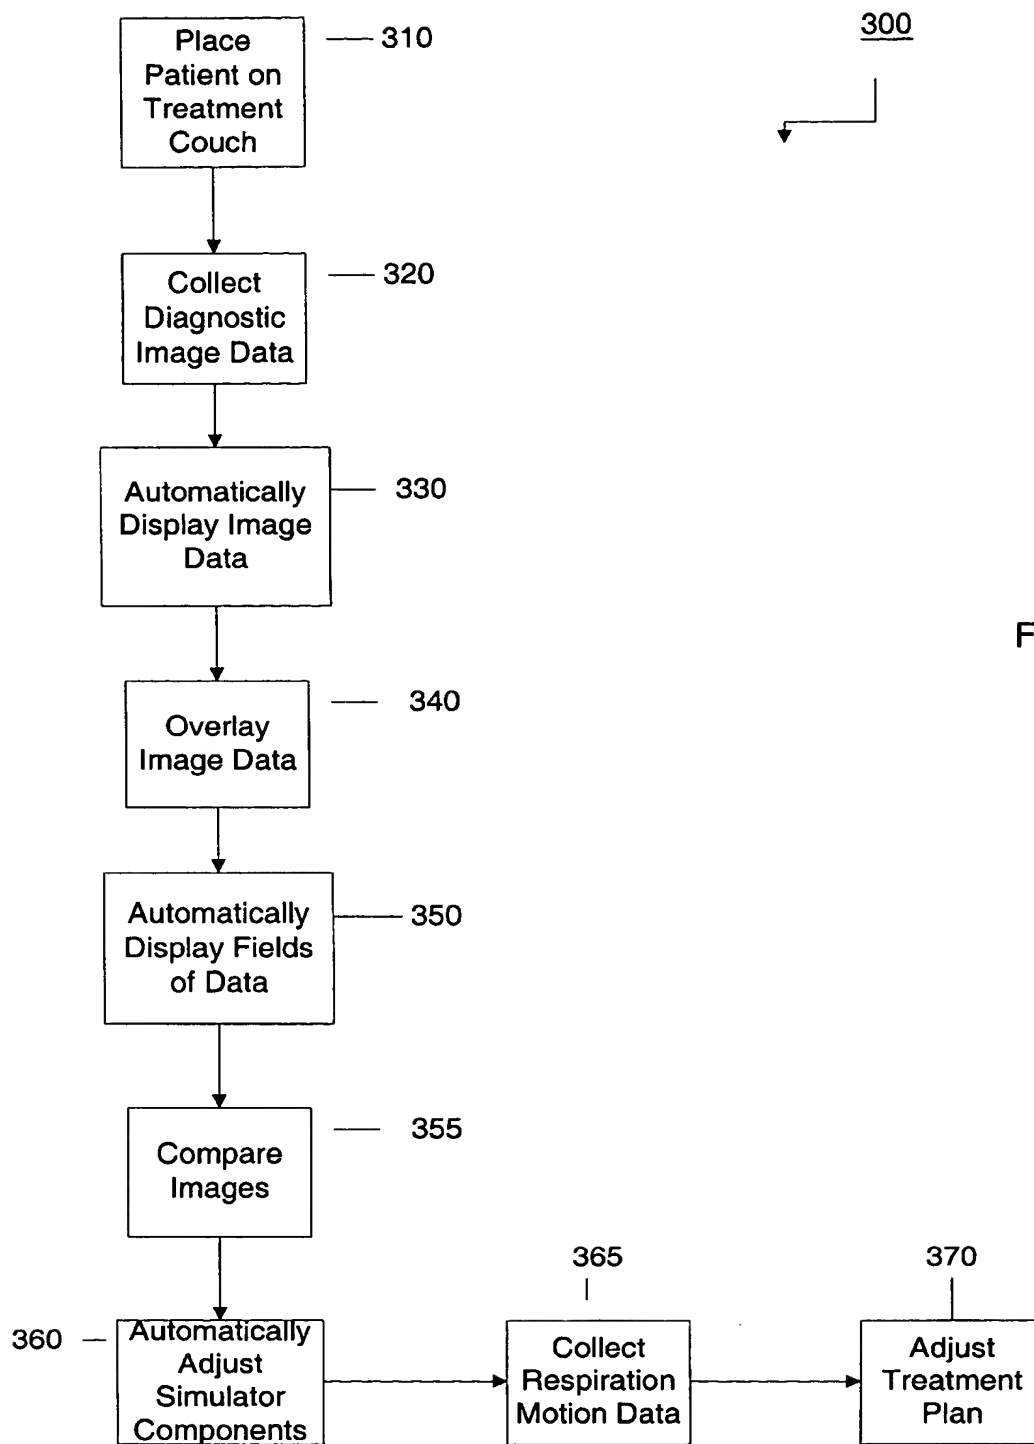 Place
Patient on
Treatment
Couch
310
300
Collect
Diagnostic
Image Data
320
Automatically
Display Image
Data
330
Overlay
Image Data
340
Automatically
Display Fields
of Data
350
Compare
Images
355
360
Automatically
Adjust
Simulator
Components
365
Collect
Respiration
Motion Data
370
Adjust
Treatment
Plan
F